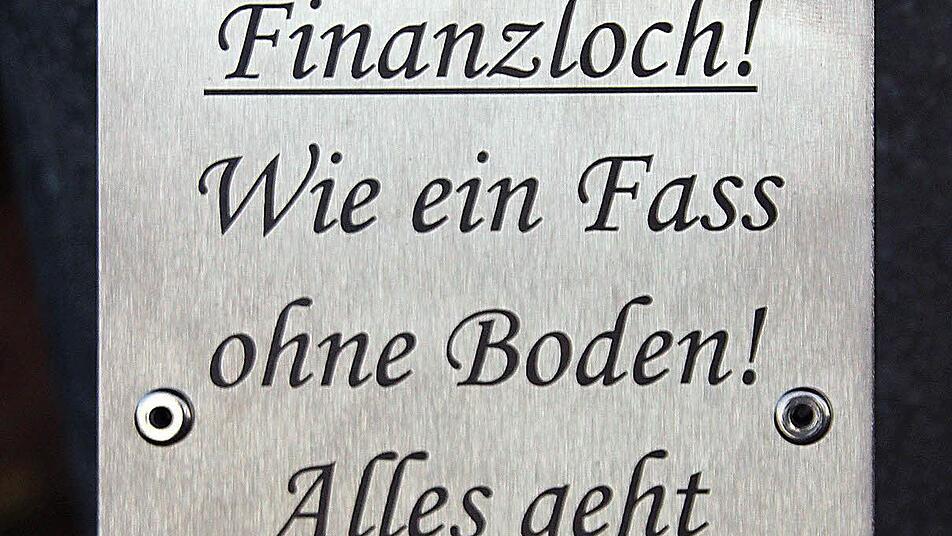 Finanzloch!
Wie ein Fass
ohne Boden!
Alles geht